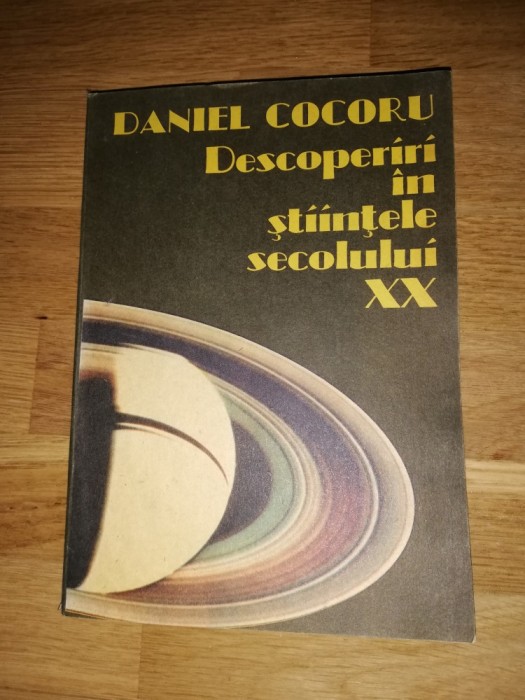 DANIEL COCORU
Descoperiri
în
ştiinţele
secolului
XX